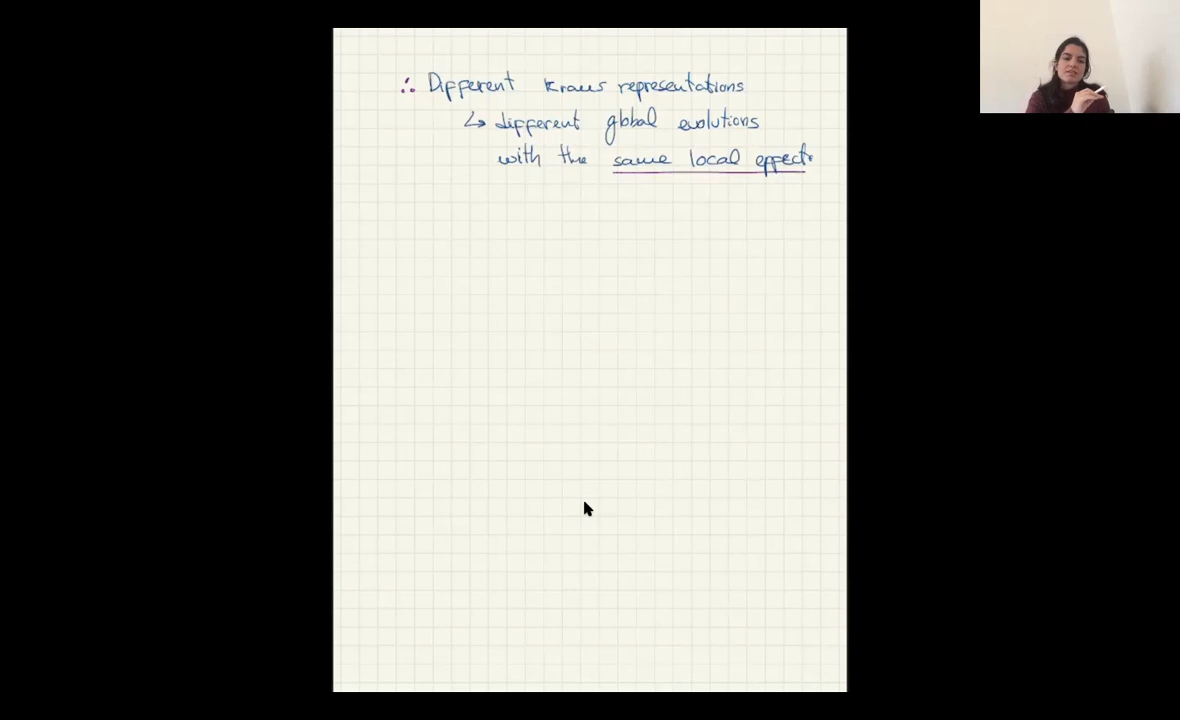 ∴ Different Kraus representations
↳ different global evolutions
with the same local effect.